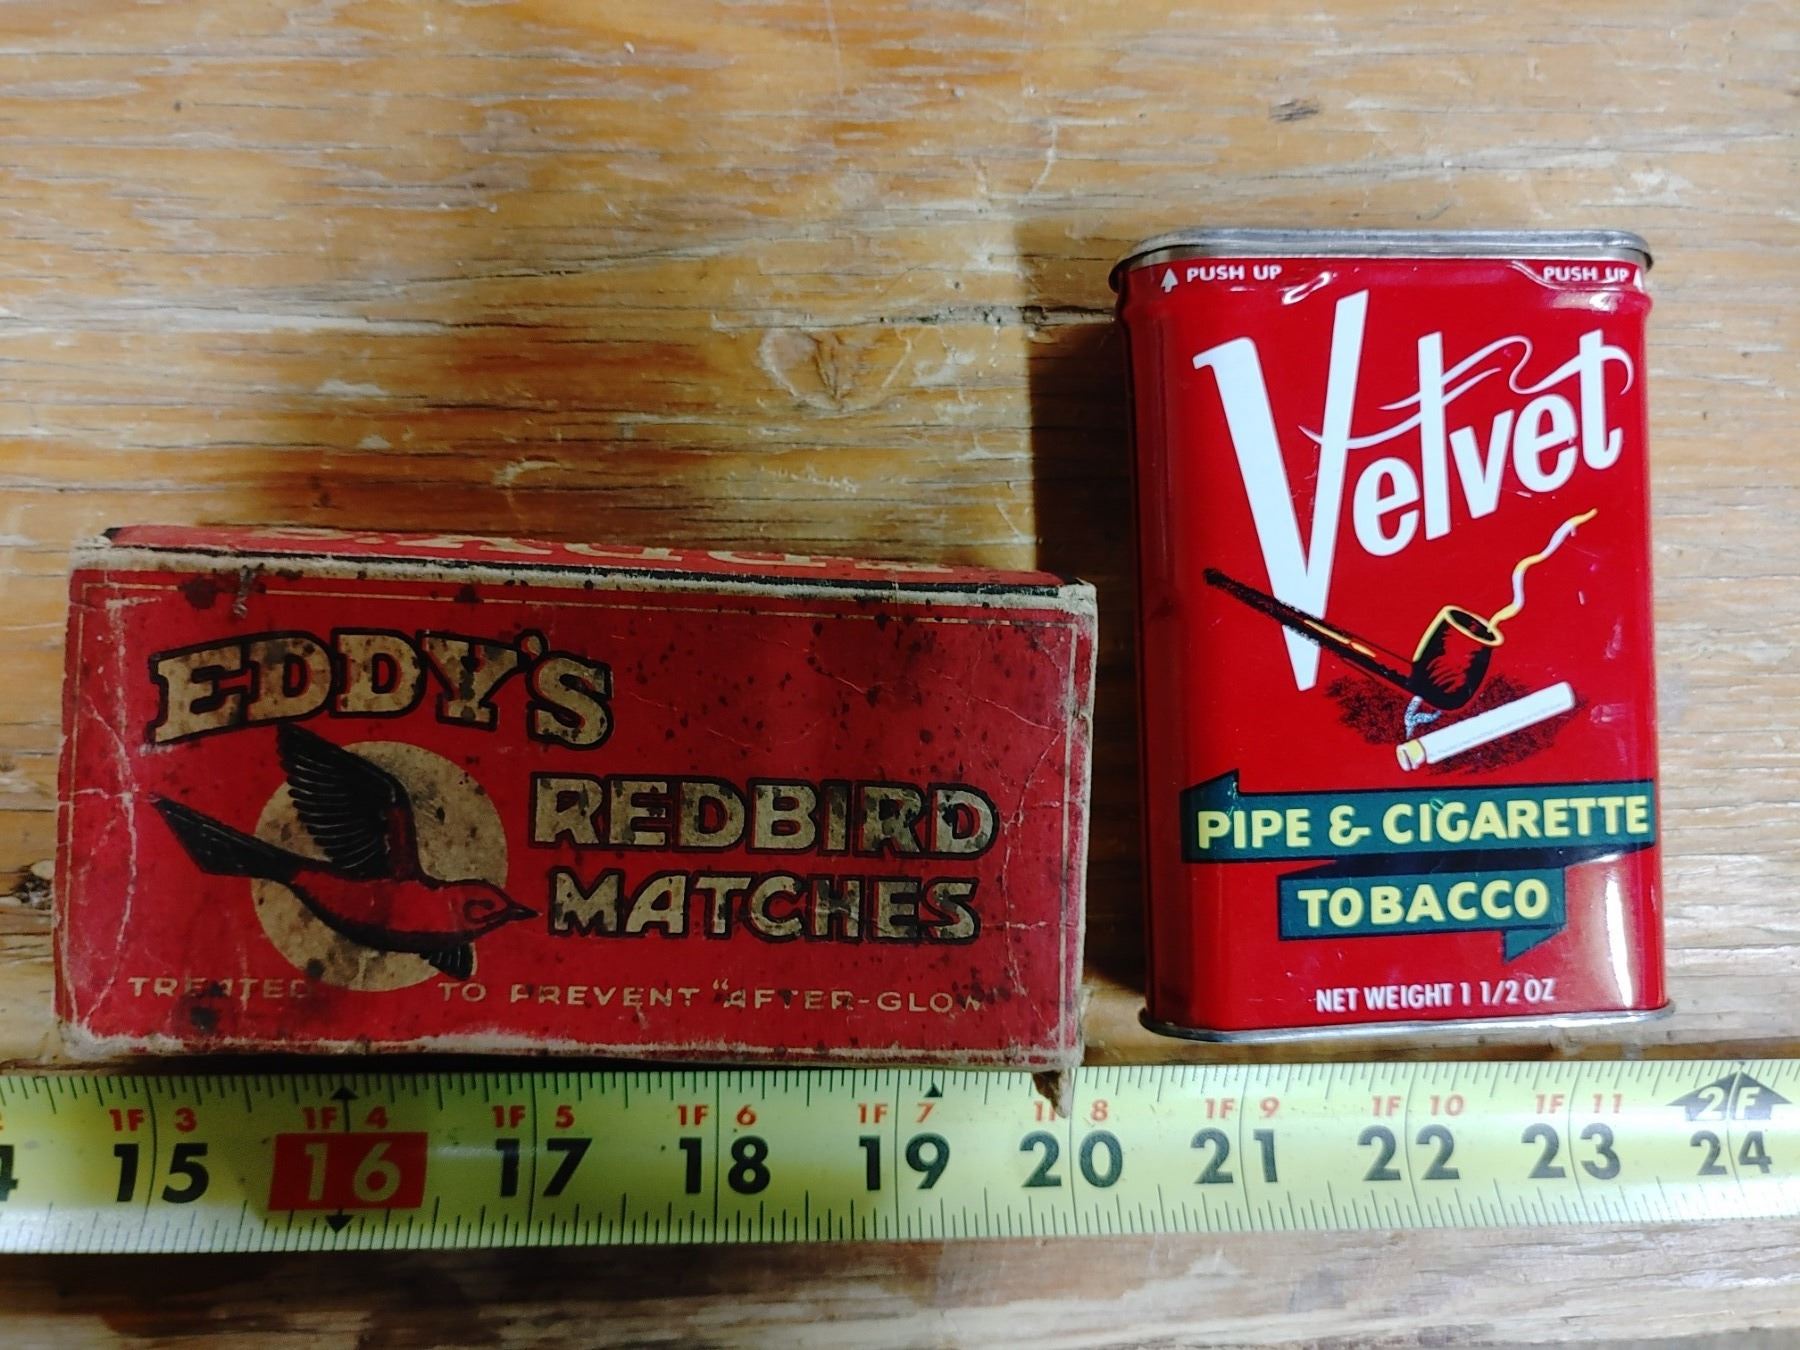 EDDY'S
EDDY'S
REDBIRD
MATCHES
TREATED TO PREVENT "AFTER-GLOW
PUSH UP PUSH UP
Velvet
PIPE & CIGARETTE
TOBACCO
NET WEIGHT 1 1/2 OZ
1F 3 1F 4 1F 5 1F 6 1F 7 1F 8 1F 9 1F 10 1F 11 2F
15 16 17 18 19 20 21 22 23 24